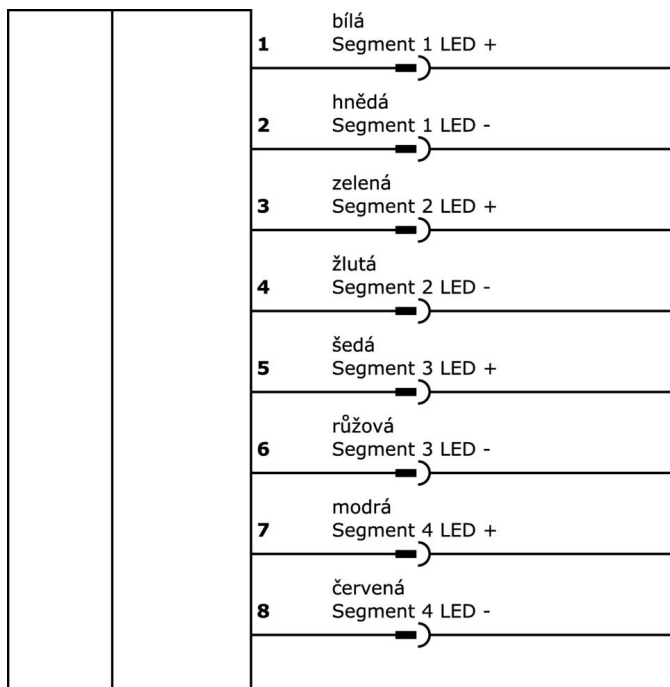 bílá
1 Segment 1 LED +
hnědá
2 Segment 1 LED -
zelená
3 Segment 2 LED +
žlutá
4 Segment 2 LED -
šedá
5 Segment 3 LED +
růžová
6 Segment 3 LED -
modrá
7 Segment 4 LED +
červená
8 Segment 4 LED -